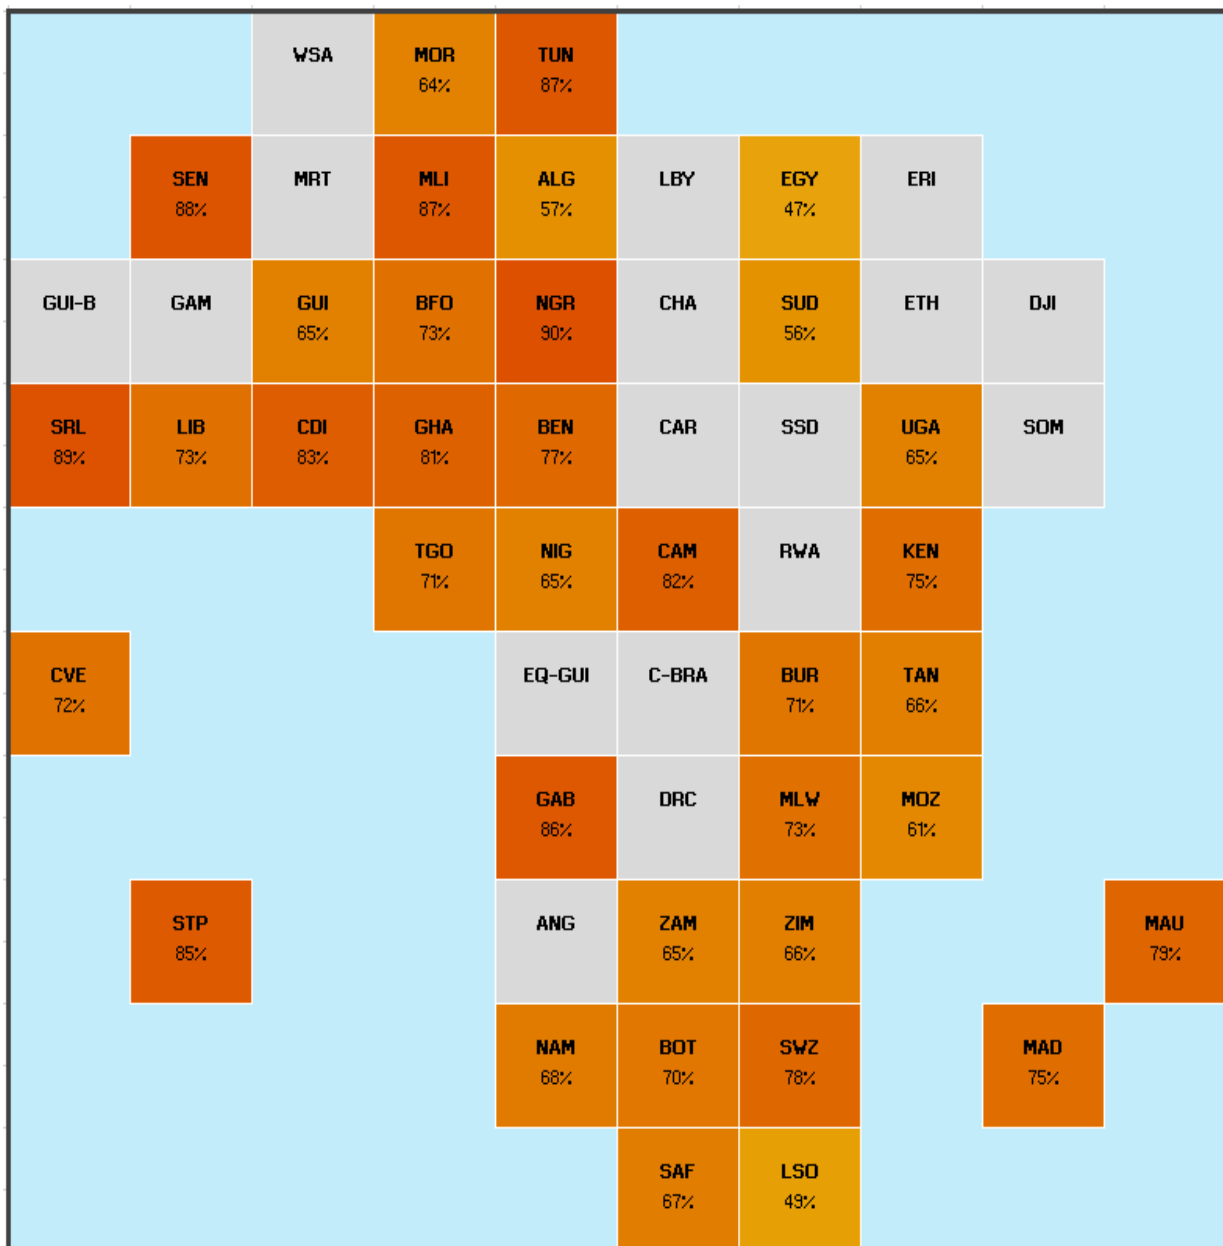 WSA
MOR
64%
TUN
87%
SEN
88%
MRT
MLI
87%
ALG
57%
LBY
EGY
47%
ERI
GUI-B
GAM
GUI
65%
BFO
73%
NGR
90%
CHA
SUD
56%
ETH
DJI
SRL
89%
LIB
73%
CDI
83%
GHA
81%
BEN
77%
CAR
SSD
UGA
65%
SOM
TGO
71%
NIG
65%
CAM
82%
RWA
KEN
75%
CVE
72%
EQ-GUI
C-BRA
BUR
71%
TAN
66%
GAB
86%
DRC
MLW
73%
MOZ
61%
STP
85%
ANG
ZAM
65%
ZIM
66%
MAU
79%
NAM
68%
BOT
70%
SWZ
78%
MAD
75%
SAF
67%
LSO
49%